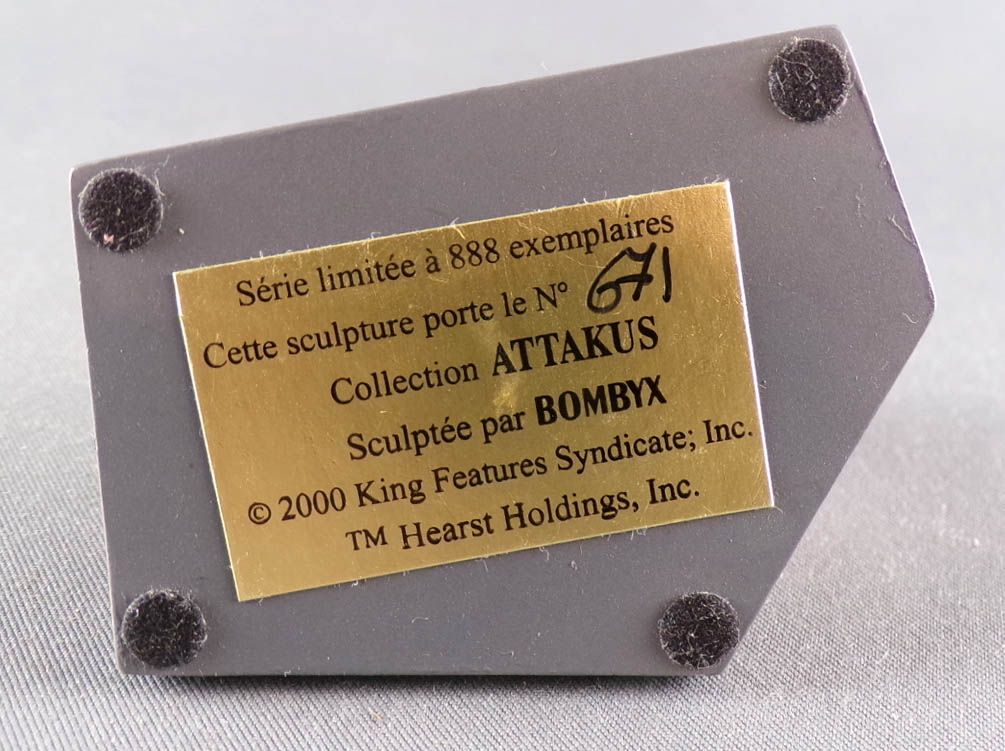 Série limitée à 888 exemplaires
Cette sculpture porte le N° 671
Collection ATTAKUS
Sculptée par BOMBYX
© 2000 King Features Syndicate; Inc.
TM Hearst Holdings, Inc.